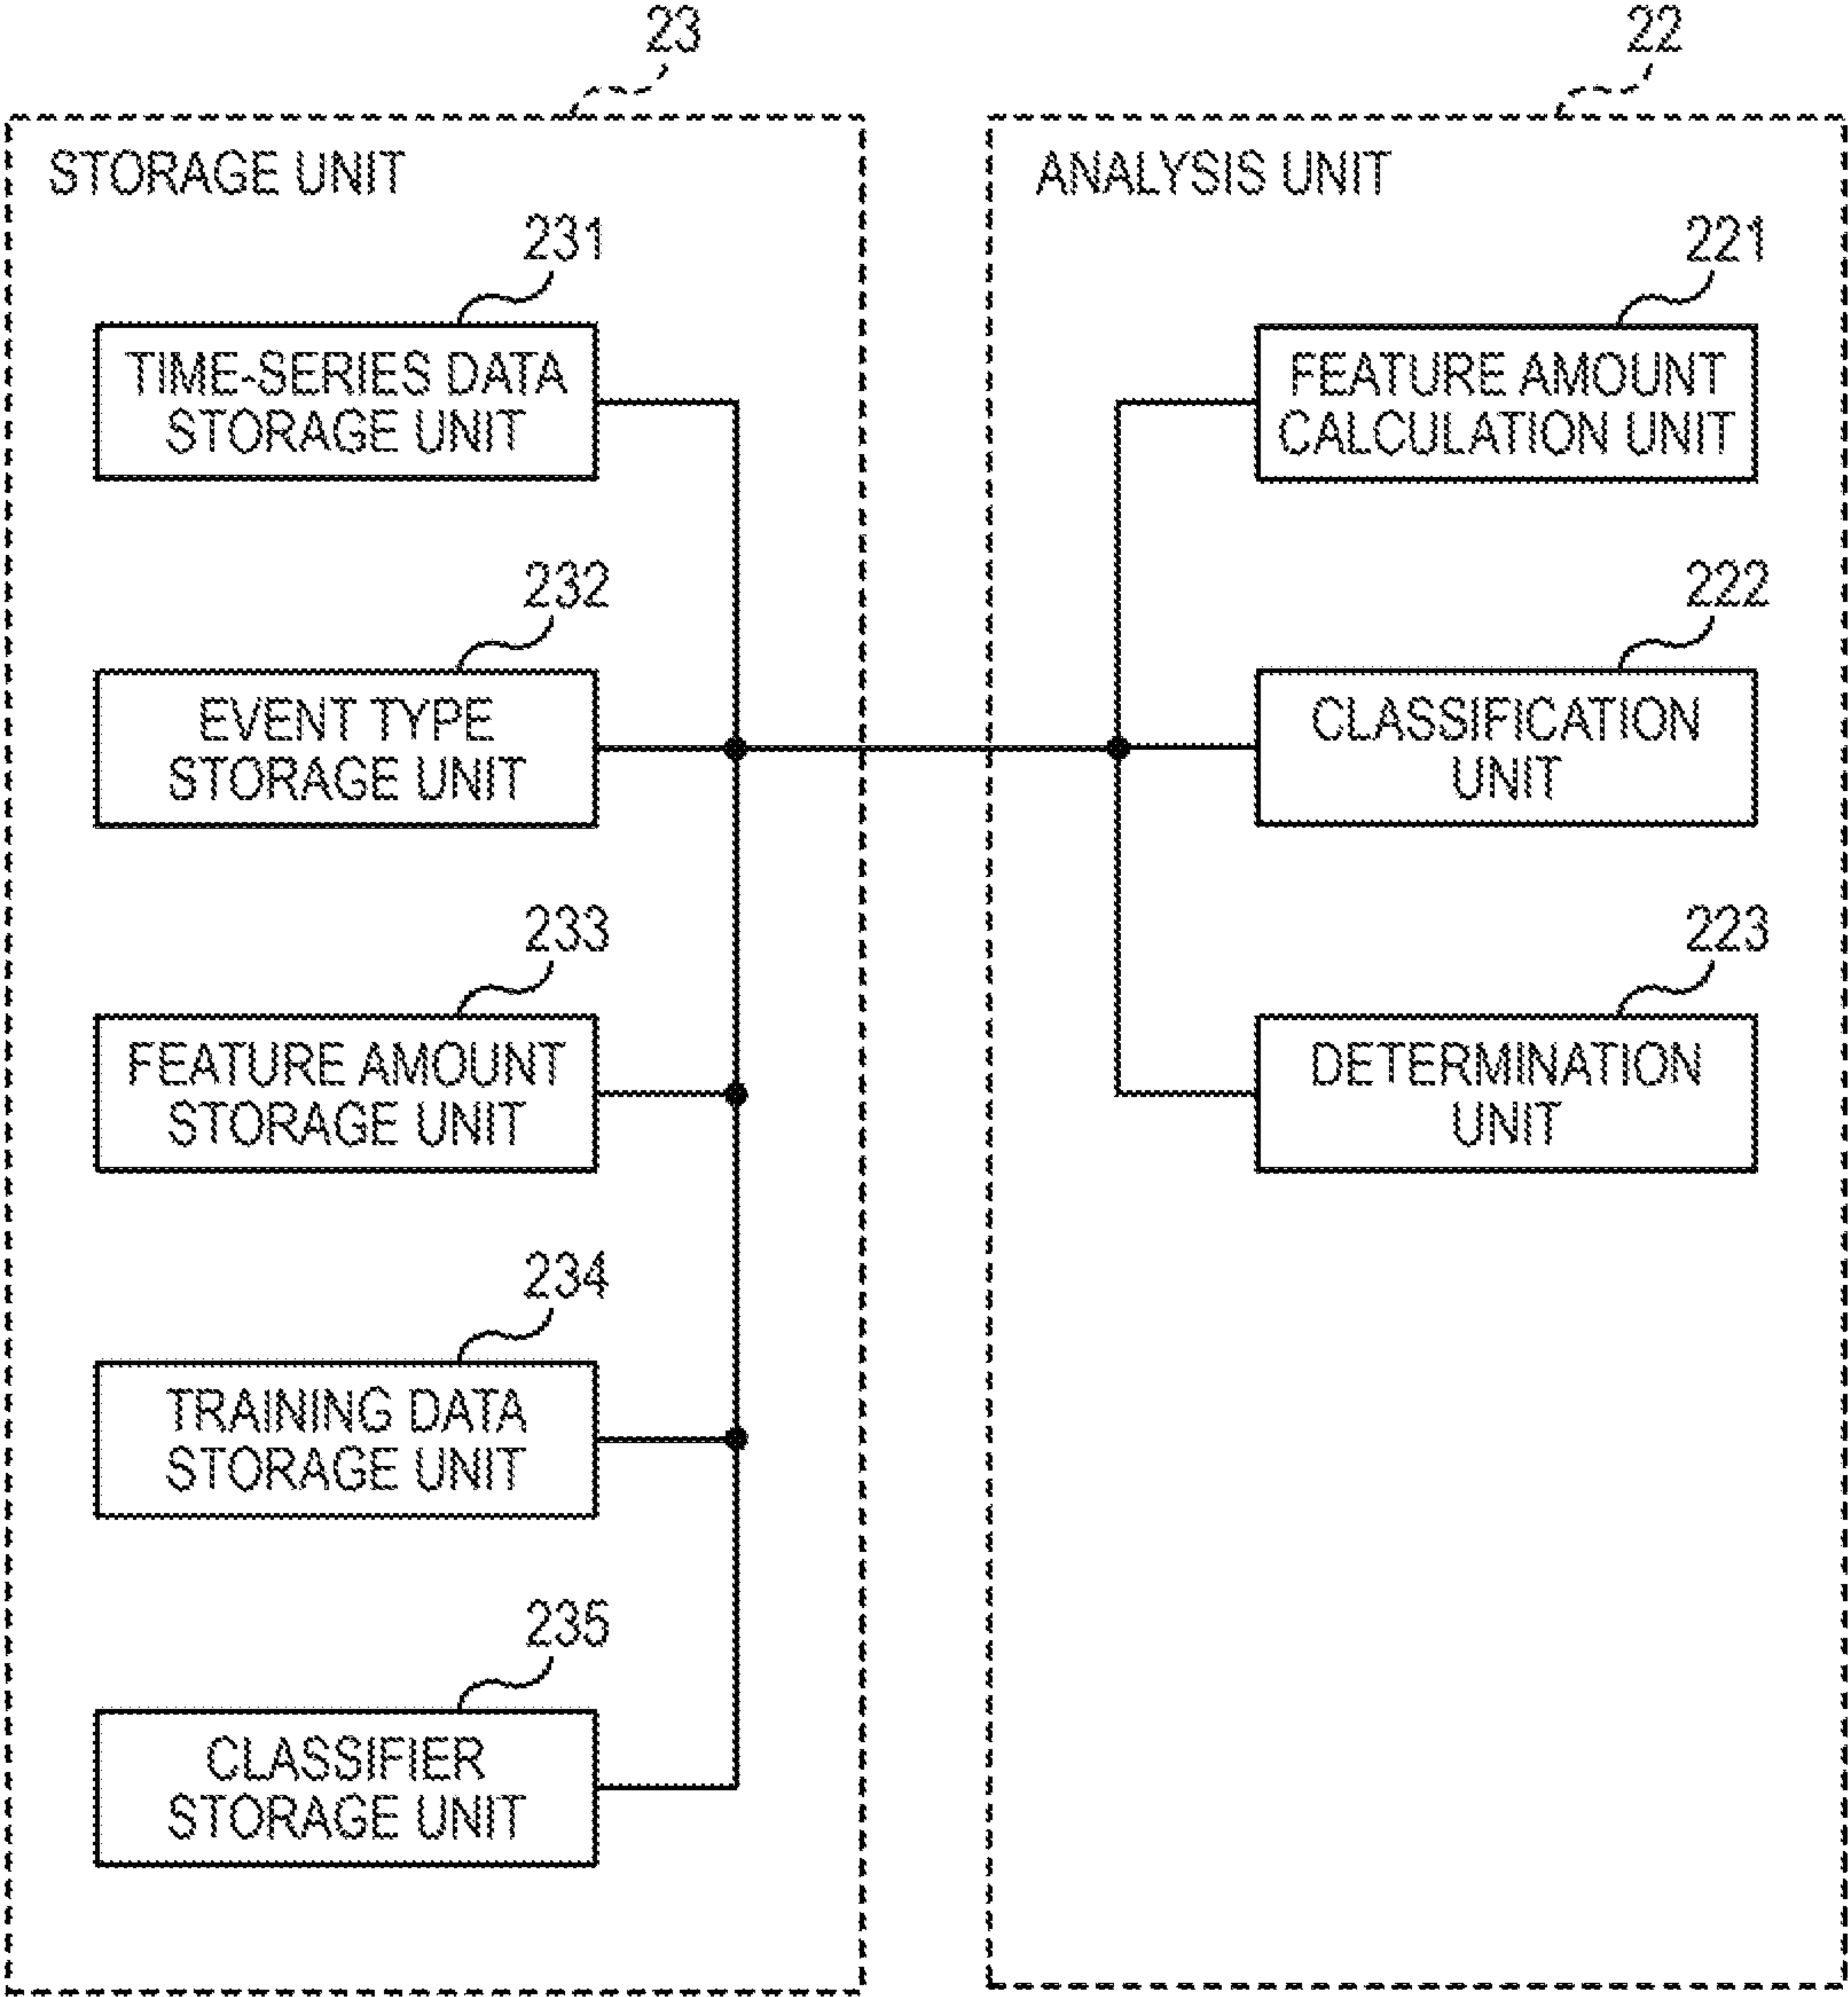 23
STORAGE UNIT
231
TIME-SERIES DATA
STORAGE UNIT
232
EVENT TYPE
STORAGE UNIT
233
FEATURE AMOUNT
STORAGE UNIT
234
TRAINING DATA
STORAGE UNIT
235
CLASSIFIER
STORAGE UNIT
22
ANALYSIS UNIT
221
FEATURE AMOUNT
CALCULATION UNIT
222
CLASSIFICATION
UNIT
223
DETERMINATION
UNIT